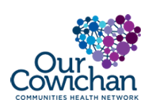 Our
Cowichan
COMMUNITIES HEALTH NETWORK